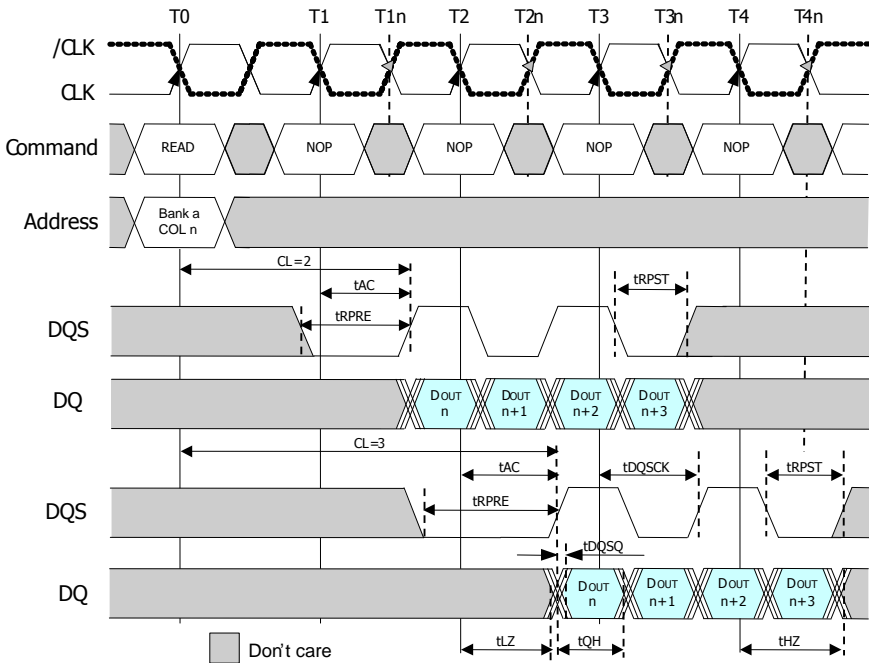 T0 T1 T1n T2 T2n T3 T3n T4 T4n
/CLK
CLK
Command READ NOP NOP NOP NOP
Address Bank a
COL n
CL=2
tAC tRPST
tRPRE
DQS
DQ DOUT n DOUT n+1 DOUT n+2 DOUT n+3
CL=3
tAC tDQSCK tRPST
tRPRE
DQS
tDQSQ
DQ DOUT n DOUT n+1 DOUT n+2 DOUT n+3
tLZ tQH tHZ
Don't care